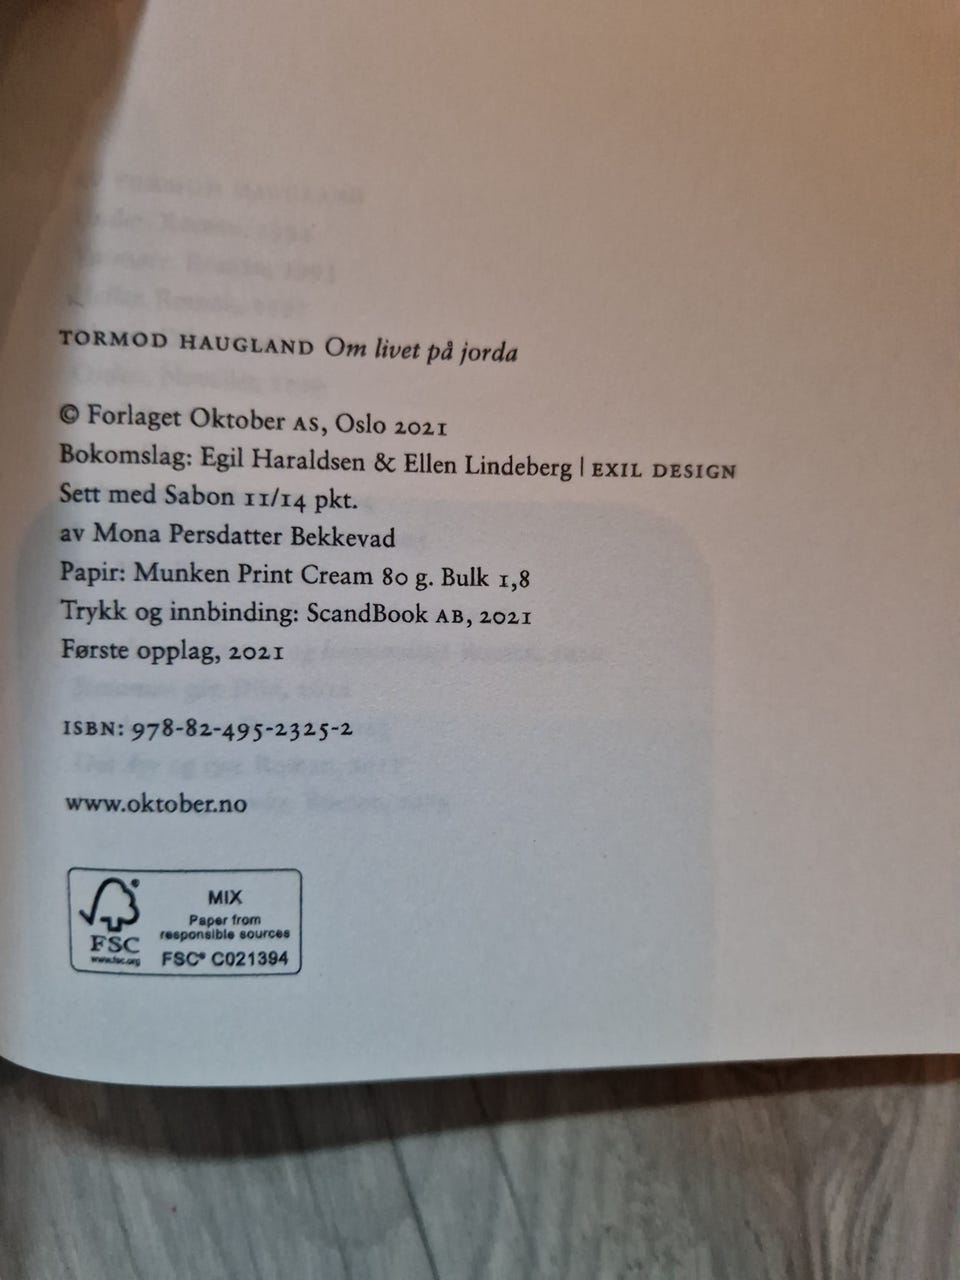 TORMOD HAUGLAND Om livet på jorda
© Forlaget Oktober AS, Oslo 2021
Bokomslag: Egil Haraldsen & Ellen Lindeberg | EXIL DESIGN
Sett med Sabon 11/14 pkt.
av Mona Persdatter Bekkevad
Papir: Munken Print Cream 80 g. Bulk 1,8
Trykk og innbinding: ScandBook AB, 2021
Første opplag, 2021
ISBN: 978-82-495-2325-2
www.oktober.no
MIX
Paper from
responsible sources
FSC® C021394
FSC
www.fsc.org